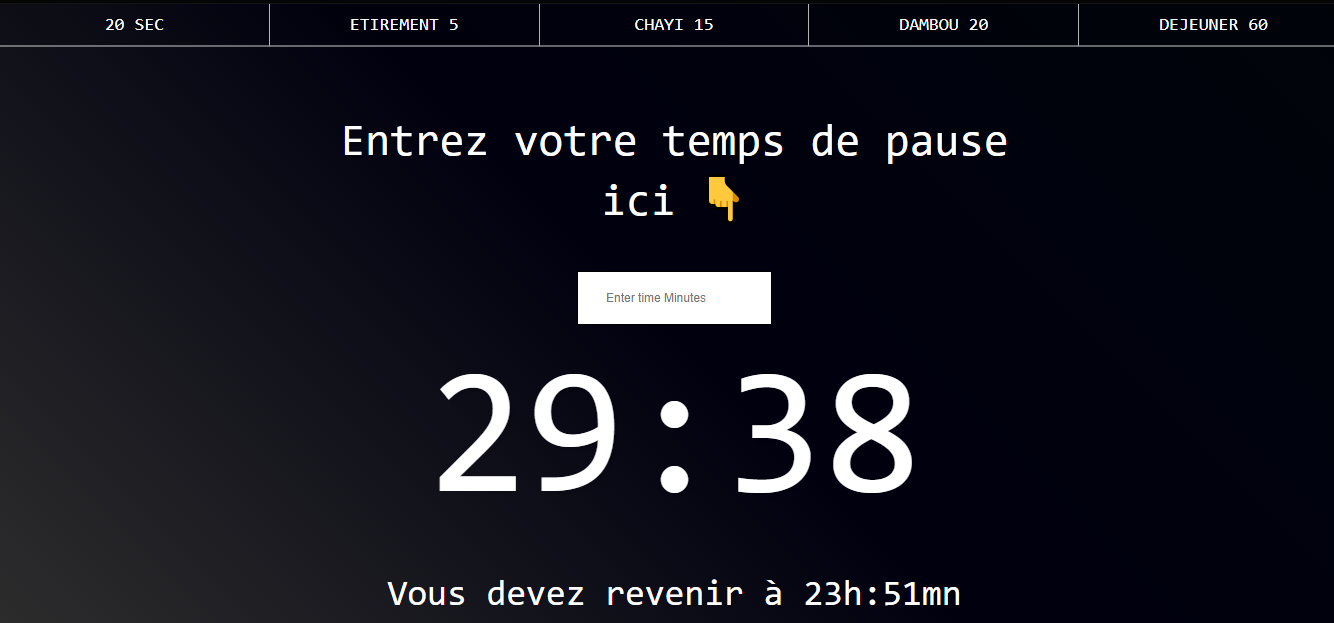 20 SEC
ETIREMENT 5
CHAYI 15
DAMBOU 20
DEJEUNER 60
Entrez votre temps de pause
ici 👇
Enter time Minutes
29:38
Vous devez revenir à 23h:51mn